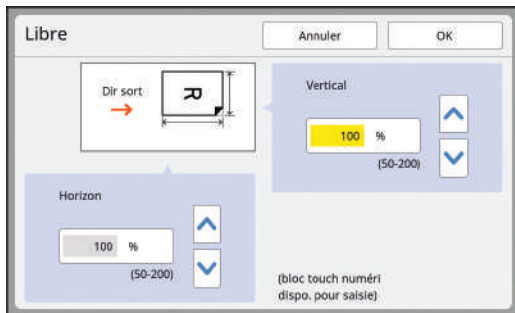 Libre
Annuler
OK
Dir sort
R
Vertical
100 %
(50-200)
Horizon
100 %
(50-200)
(bloc touch numéri
dispo. pour saisie)